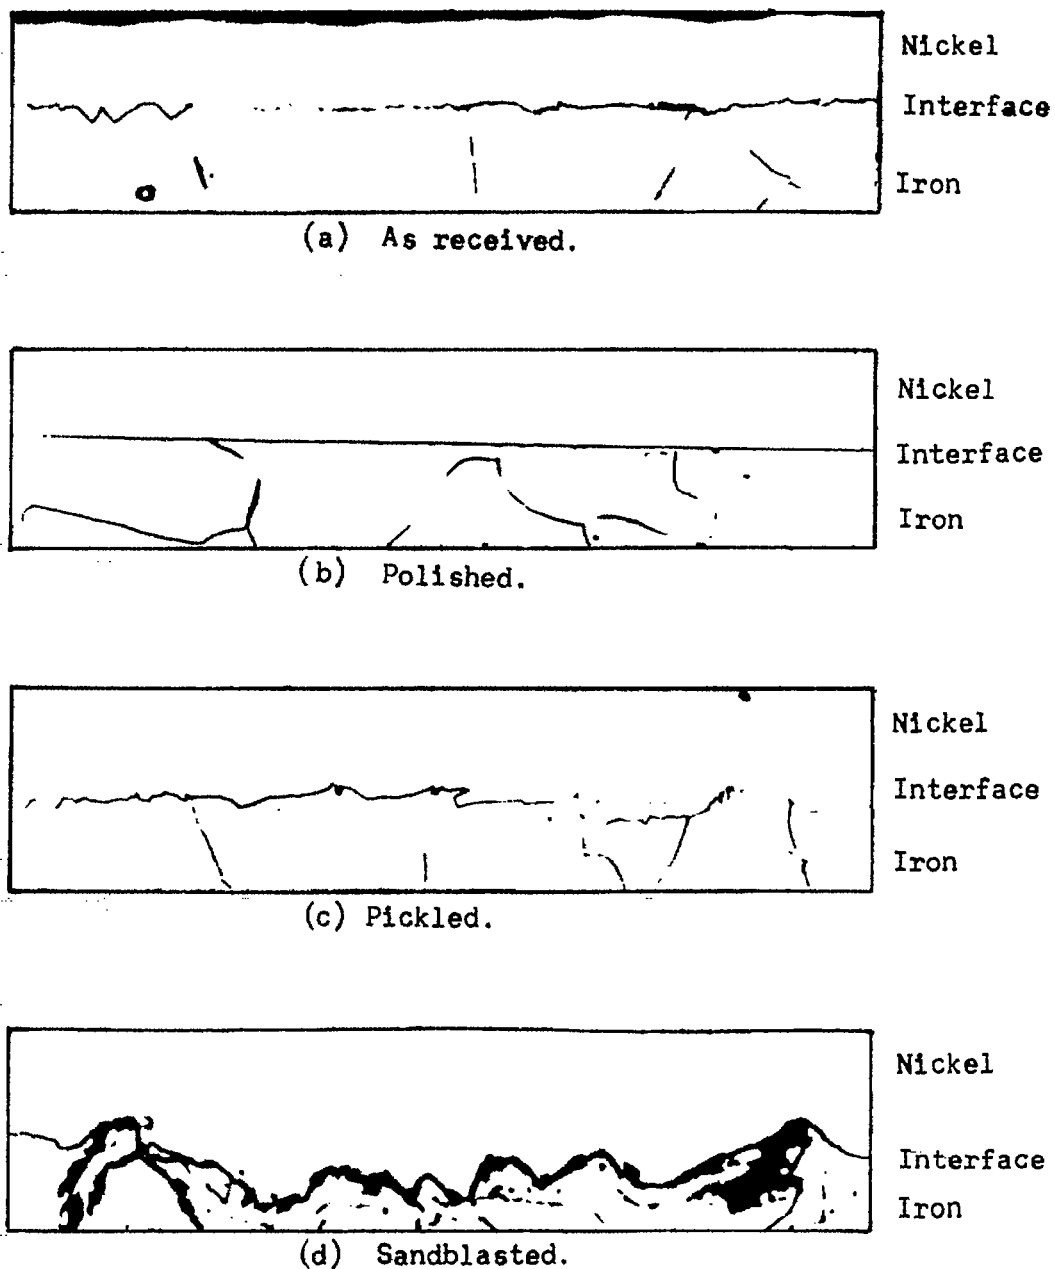 Nickel
Interface
Iron
(a) As received.
Nickel
Interface
Iron
(b) Polished.
Nickel
Interface
Iron
(c) Pickled.
Nickel
Interface
Iron
(d) Sandblasted.